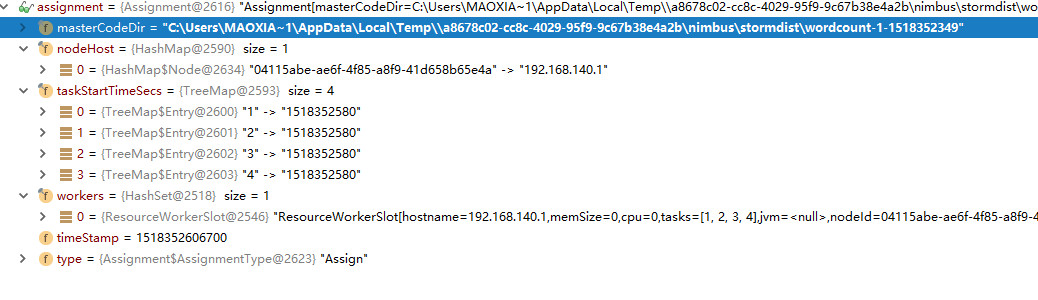 assignment = {Assignment@2616} "Assignment[masterCodeDir=C:\Users\MAOXIA~1\AppData\Local\Temp\\a8678c02-cc8c-4029-95f9-9c67b38e4a2b\nimbus\stormdist\wo
masterCodeDir = "C:\Users\MAOXIA~1\AppData\Local\Temp\\a8678c02-cc8c-4029-95f9-9c67b38e4a2b\nimbus\stormdist\wordcount-1-1518352349"
nodeHost = {HashMap@2590} size = 1
0 = {HashMap$Node@2634} "04115abe-ae6f-4f85-a8f9-41d658b65e4a" -> "192.168.140.1"
taskStartTimeSecs = {TreeMap@2593} size = 4
0 = {TreeMap$Entry@2600} "1" -> "1518352580"
1 = {TreeMap$Entry@2601} "2" -> "1518352580"
2 = {TreeMap$Entry@2602} "3" -> "1518352580"
3 = {TreeMap$Entry@2603} "4" -> "1518352580"
workers = {HashSet@2518} size = 1
0 = {ResourceWorkerSlot@2546} "ResourceWorkerSlot[hostname=192.168.140.1,memSize=0,cpu=0,tasks=[1, 2, 3, 4],jvm=<null>,nodeId=04115abe-ae6f-4f85-a8f9-4
timeStamp = 1518352606700
type = {Assignment$AssignmentType@2623} "Assign"